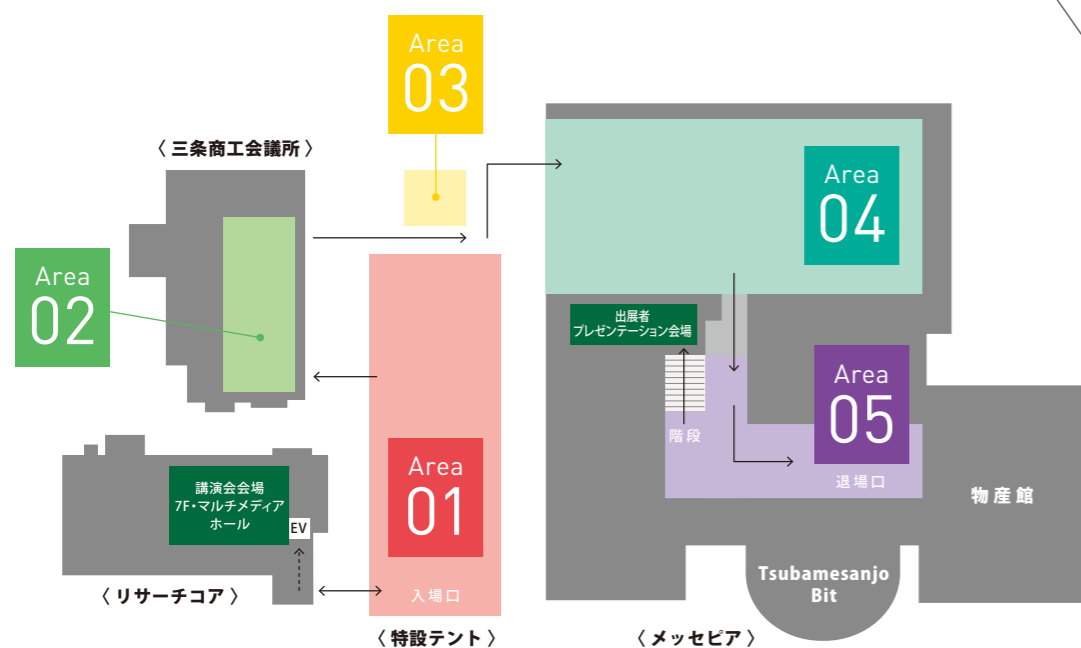 Area
03
〈 三条商工会議所 〉
Area
04
Area
02
出展者
プレゼンテーション会場
Area
05
階段
退場口
物産館
Area
01
講演会会場
7F・マルチメディア
ホール
EV
入場口
Tsubamesanjo
Bit
〈 リサーチコア 〉
〈 特設テント 〉
〈 メッセピア 〉